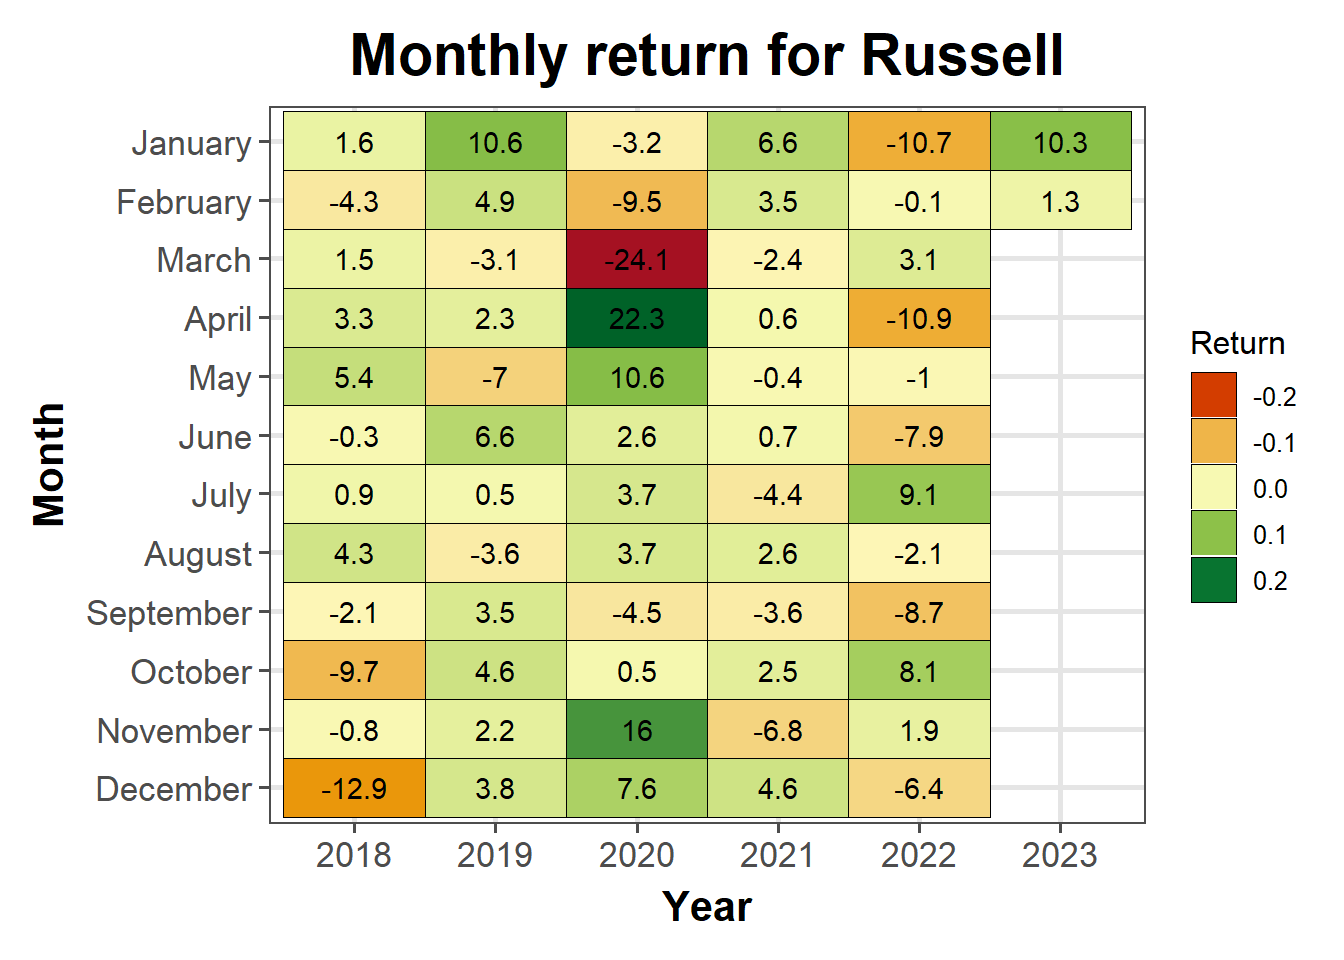 Monthly return for Russell
January 1.6 10.6 -3.2 6.6 -10.7 10.3
February -4.3 4.9 -9.5 3.5 -0.1 1.3
March 1.5 -3.1 -24.1 -2.4 3.1
April 3.3 2.3 22.3 0.6 -10.9
May 5.4 -7 10.6 -0.4 -1
June -0.3 6.6 2.6 0.7 -7.9
July 0.9 0.5 3.7 -4.4 9.1
August 4.3 -3.6 3.7 2.6 -2.1
September -2.1 3.5 -4.5 -3.6 -8.7
October -9.7 4.6 0.5 2.5 8.1
November -0.8 2.2 16 -6.8 1.9
December -12.9 3.8 7.6 4.6 -6.4
2018 2019 2020 2021 2022 2023
Year
Month
Return
-0.2
-0.1
0.0
0.1
0.2